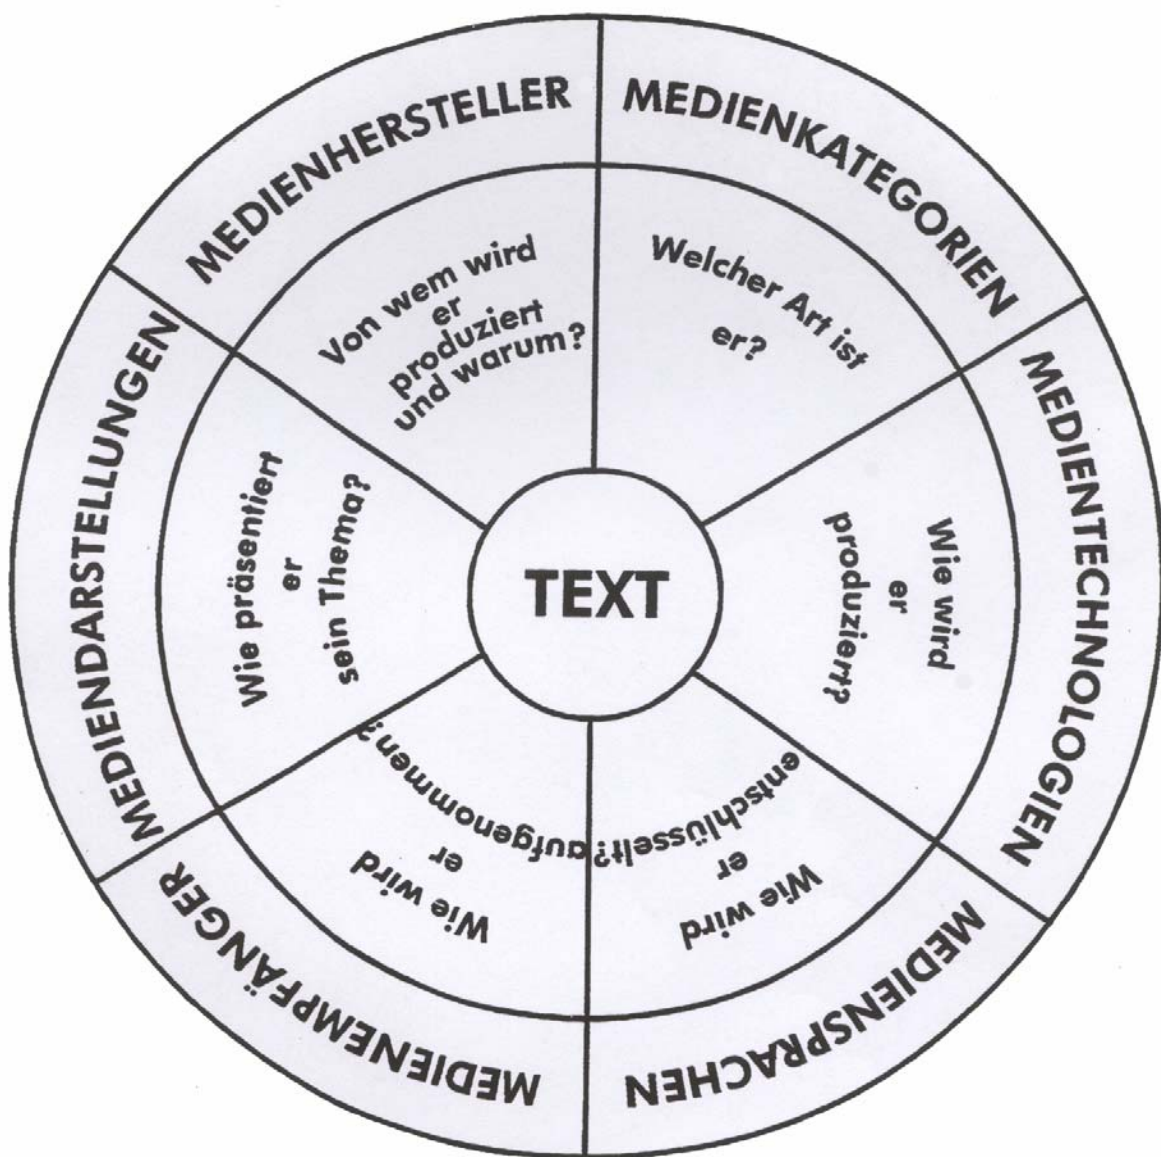 MEDIENHERSTELLER
Von wem wird
er
produziert
und warum?
MEDIENKATEGORIEN
Welcher Art ist
er?
MEDIENTECHNOLOGIEN
Wie wird
er
produziert?
MEDIENSPRACHEN
Wie wird
er
entschlüsselt?
MEDIENEMPFÄNGER
Wie wird
er
aufgenommen?
MEDIENDARSTELLUNGEN
Wie präsentiert
er
sein Thema?
TEXT